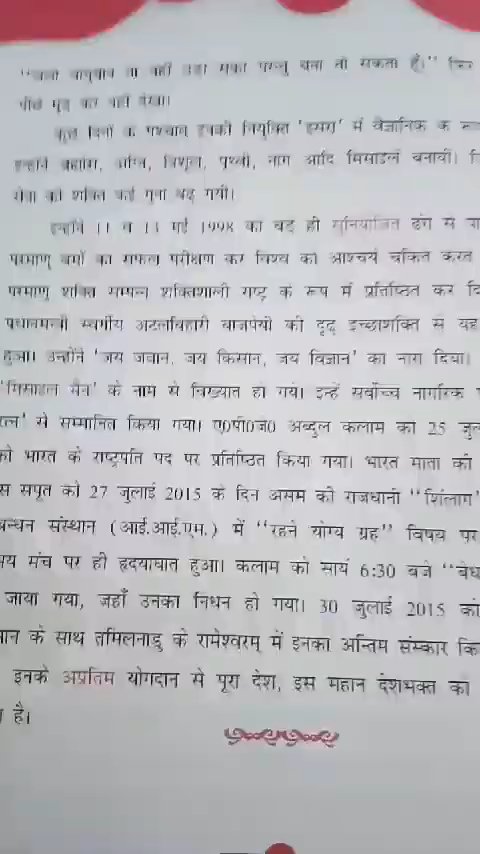 नहीं सका परन्तु बना तो सकता हूँ।"
पीछे मुड़ कर नहीं देखा।
कुछ दिनों के पश्चात इनकी नियुक्ति 'इसरो' में वैज्ञानिक के रूप
इन्होंने ब्रह्मोस, अग्नि, त्रिशूल, पृथ्वी, नाग आदि मिसाइलें बनायीं।
सेना की शक्ति कई गुना बढ़ गयी।
इन्होंने 11 व 13 मई 1998 को बड़े ही सुनियोजित ढंग से
परमाणु बमों का सफल परीक्षण कर विश्व को आश्चर्य चकित करते
परमाणु शक्ति सम्पन्न शक्तिशाली राष्ट्र के रूप में प्रतिष्ठित कर
प्रधानमन्त्री स्वर्गीय अटलबिहारी वाजपेयी की दृढ़ इच्छाशक्ति से यह
हुआ। उन्होंने 'जय जवान, जय किसान, जय विज्ञान' का नारा दिया।
'मिसाइल मैन' के नाम से विख्यात हो गये। इन्हें सर्वोच्च नागरिक
त्न' से सम्मानित किया गया। ए0पी0जे0 अब्दुल कलाम को 25 जुल
को भारत के राष्ट्रपति पद पर प्रतिष्ठित किया गया। भारत माता के
स सपूत को 27 जुलाई 2015 के दिन असम की राजधानी "शिलांग"
बन्धन संस्थान (आई.आई.एम.) में "रहने योग्य ग्रह" विषय पर
मय मंच पर ही हृदयाघात हुआ। कलाम को सायं 6:30 बजे "बेथ
जाया गया, जहाँ उनका निधन हो गया। 30 जुलाई 2015 को
मान के साथ तमिलनाडु के रामेश्वरम् में इनका अन्तिम संस्कार कि
इनके अप्रतिम योगदान से पूरा देश, इस महान देशभक्त का
है।